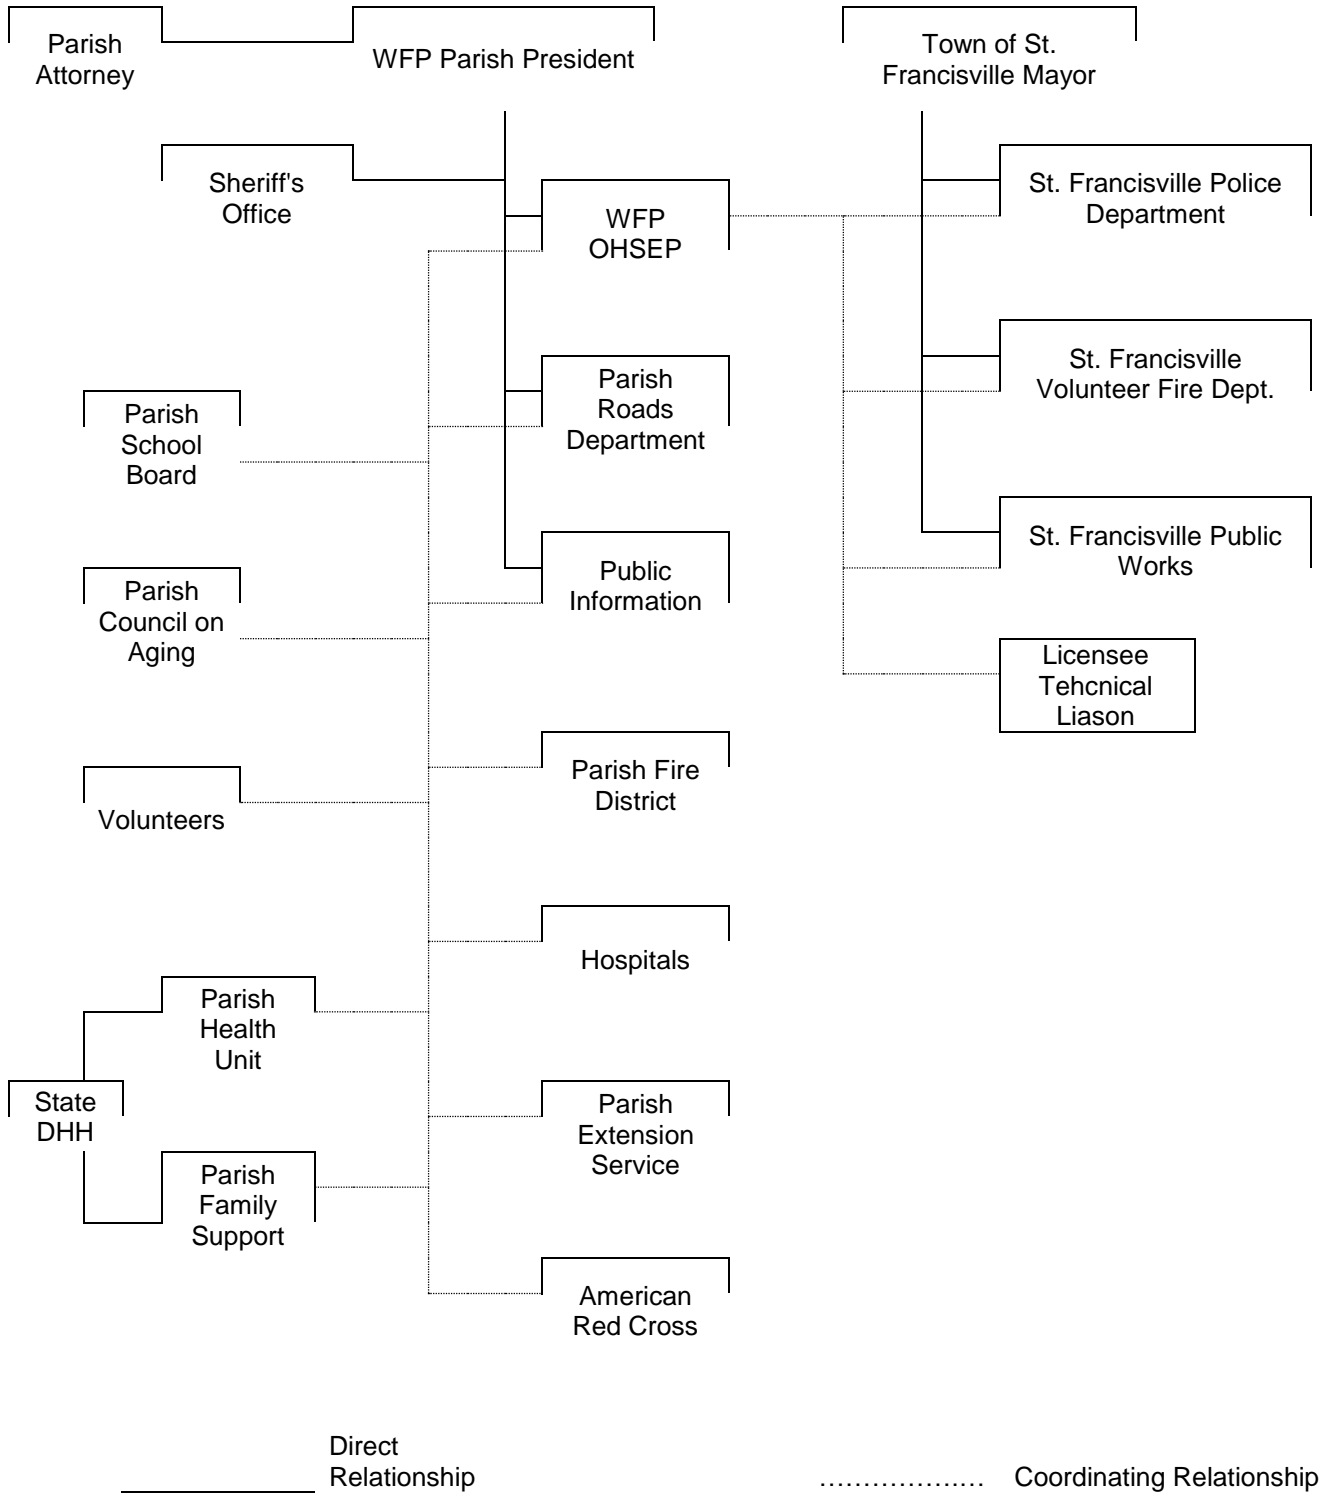 Parish
Attorney
WFP Parish President
Town of St.
Francisville Mayor
Sheriff's
Office
WFP
OHSEP
St. Francisville Police
Department
Parish
Roads
Department
St. Francisville
Volunteer Fire Dept.
Parish
School
Board
Public
Information
St. Francisville Public
Works
Parish
Council on
Aging
Licensee
Tehcnical
Liason
Parish Fire
District
Volunteers
Hospitals
Parish
Health
Unit
State
DHH
Parish
Extension
Service
Parish
Family
Support
American
Red Cross
Direct
Relationship
Coordinating Relationship